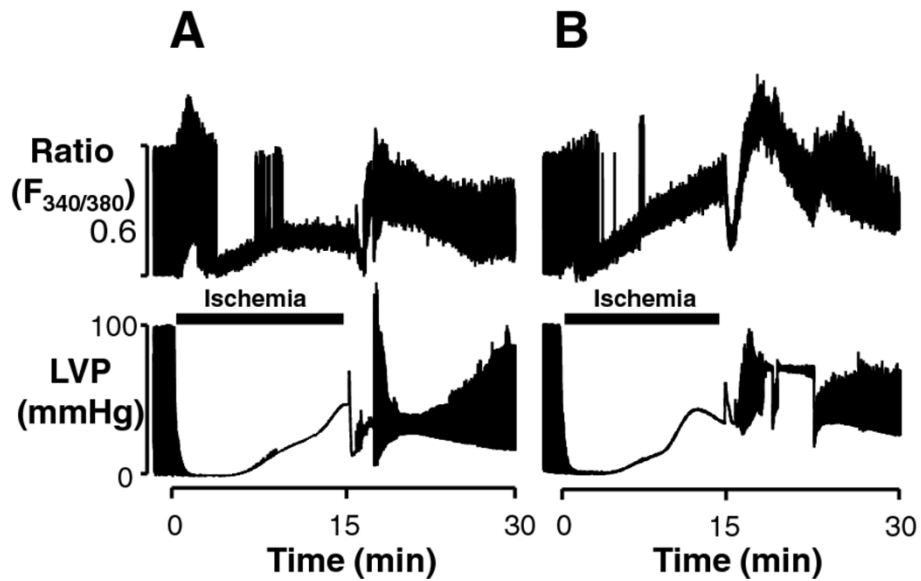 A B
Ratio
(F340/380)
0.6
Ischemia Ischemia
100
LVP
(mmHg)
0
0 15 30 0 15 30
Time (min) Time (min)